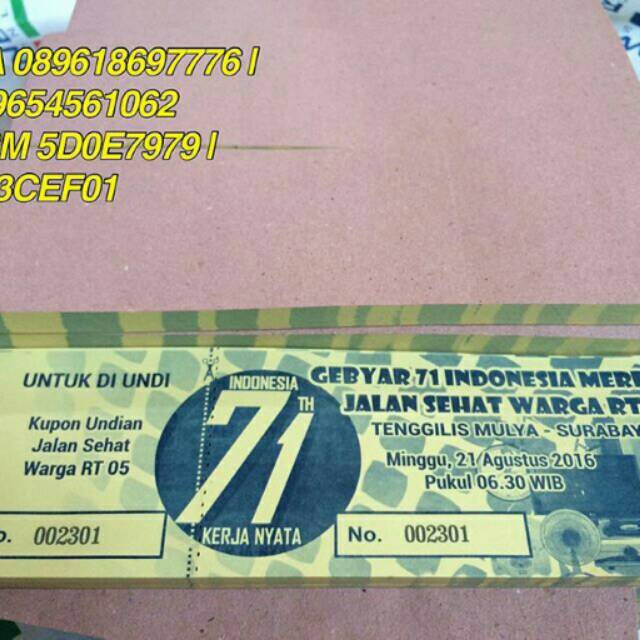 A 089618697776 |
9654561062
M 5D0E7979 |
3CEF01
UNTUK DI UNDI
Kupon Undian
Jalan Sehat
Warga RT 05
No. 002301
INDONESIA
71 TH
KERJA NYATA
GEBYAR 71 INDONESIA MER
JALAN SEHAT WARGA RT
TENGGILIS MULYA - SURABAY
Minggu, 21 Agustus 2016
Pukul 06.30 WIB
No. 002301